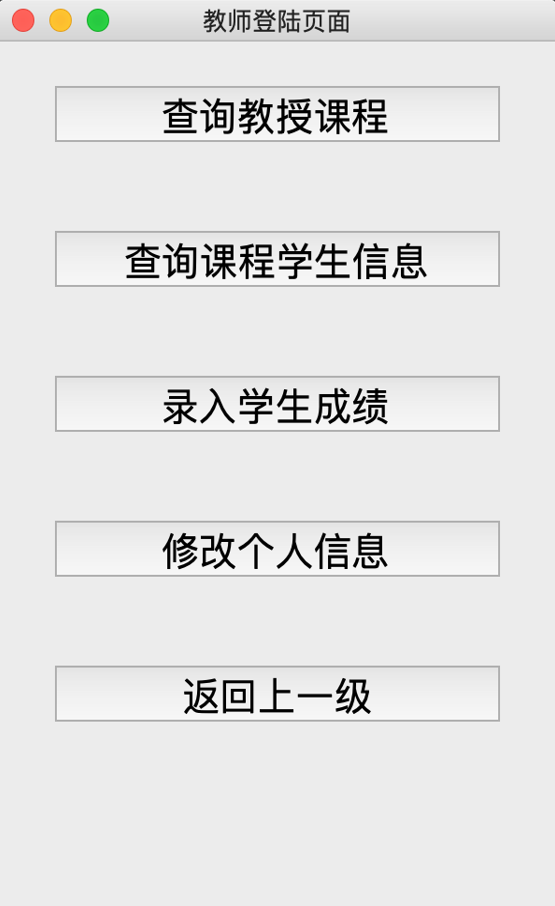 教师登陆页面
查询教授课程
查询课程学生信息
录入学生成绩
修改个人信息
返回上一级